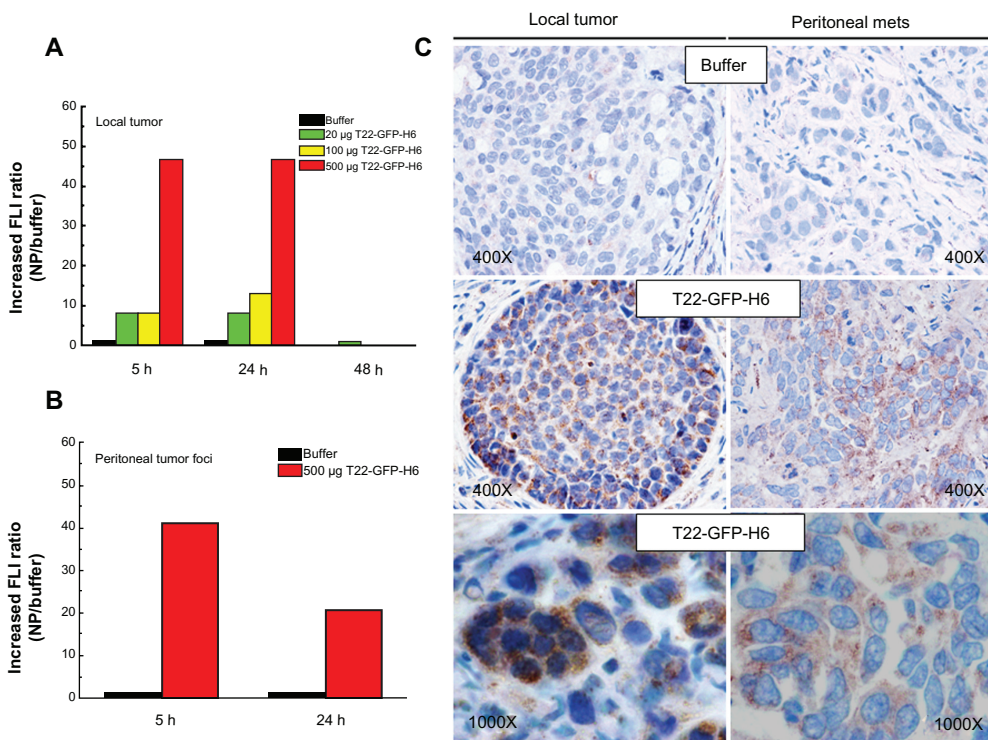 A
Increased FLI ratio
(NP/buffer)
60
50
40
30
20
10
0
Local tumor
Buffer
20 µg T22-GFP-H6
100 µg T22-GFP-H6
500 µg T22-GFP-H6
5 h
24 h
48 h
B
Increased FLI ratio
(NP/buffer)
60
50
40
30
20
10
0
Peritoneal tumor foci
Buffer
500 µg T22-GFP-H6
5 h
24 h
C
Local tumor
Peritoneal mets
Buffer
400X
400X
T22-GFP-H6
400X
400X
T22-GFP-H6
1000X
1000X